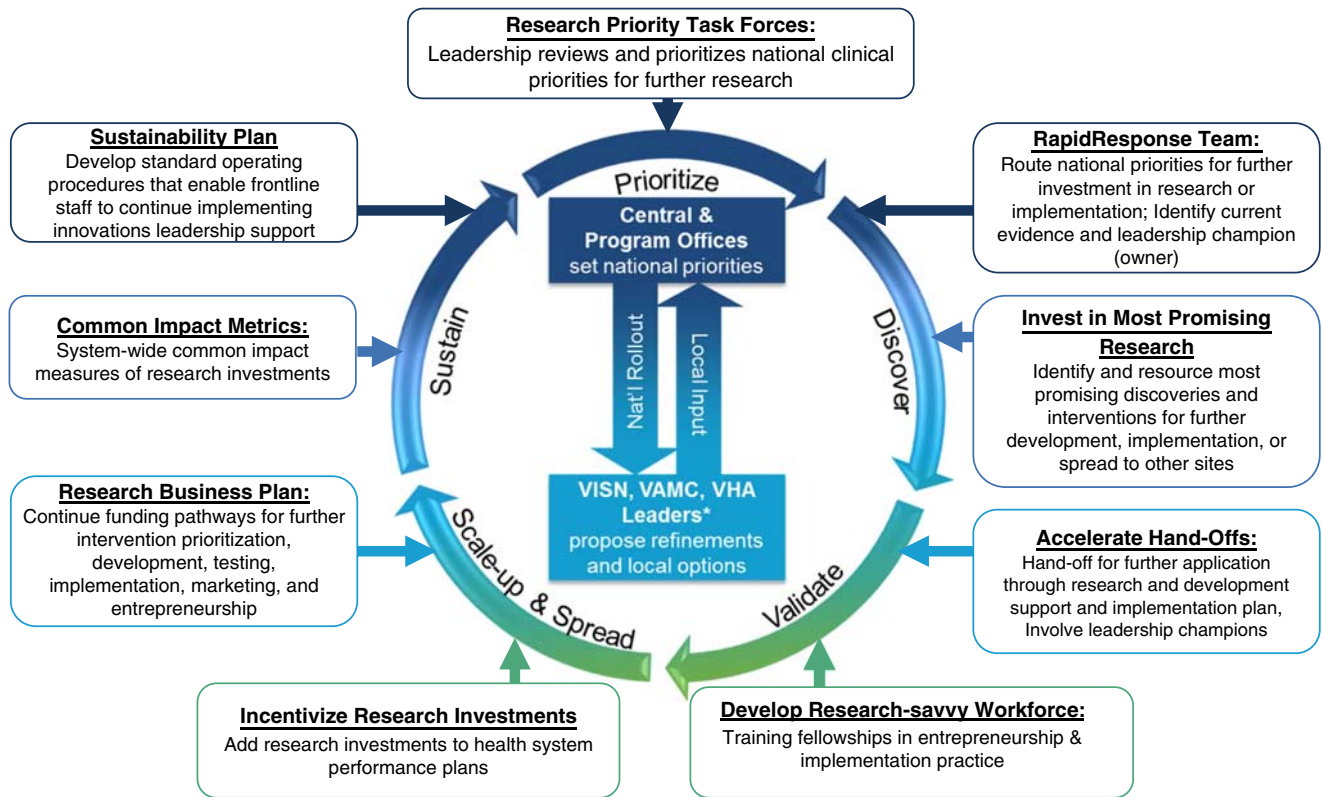 Research Priority Task Forces:
Leadership reviews and prioritizes national clinical
priorities for further research
Sustainability Plan
Develop standard operating
procedures that enable frontline
staff to continue implementing
innovations leadership support
RapidResponse Team:
Route national priorities for further
investment in research or
implementation; Identify current
evidence and leadership champion
(owner)
Prioritize
Central &
Program Offices
set national priorities
Common Impact Metrics:
System-wide common impact
measures of research investments
Sustain
Nat'l Rollout
Local Input
Discover
Invest in Most Promising
Research
Identify and resource most
promising discoveries and
interventions for further
development, implementation, or
spread to other sites
Research Business Plan:
Continue funding pathways for further
intervention prioritization,
development, testing,
implementation, marketing, and
entrepreneurship
VISN, VAMC, VHA
Leaders*
propose refinements
and local options
Scale-up & Spread
Validate
Accelerate Hand-Offs:
Hand-off for further application
through research and development
support and implementation plan,
Involve leadership champions
Incentivize Research Investments
Add research investments to health system
performance plans
Develop Research-savvy Workforce:
Training fellowships in entrepreneurship &
implementation practice